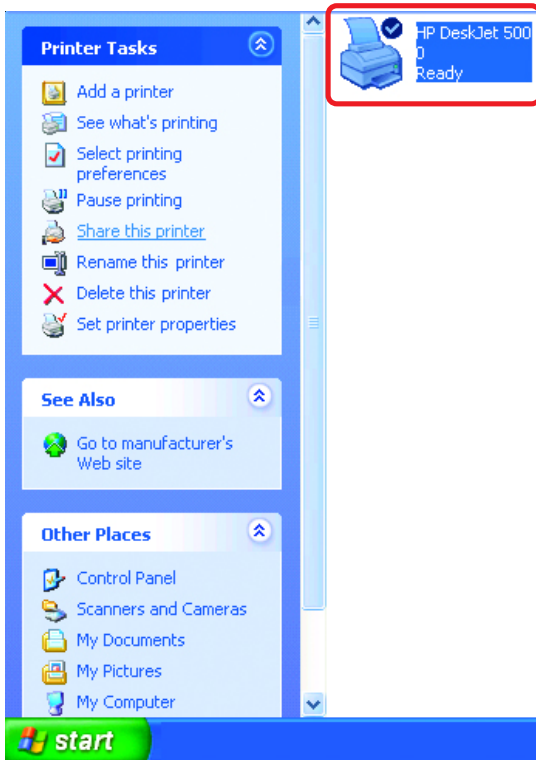 Printer Tasks
Add a printer
See what's printing
Select printing
preferences
Pause printing
Share this printer
Rename this printer
Delete this printer
Set printer properties
See Also
Go to manufacturer's
Web site
Other Places
Control Panel
Scanners and Cameras
My Documents
My Pictures
My Computer
HP DeskJet 500
0
Ready
start